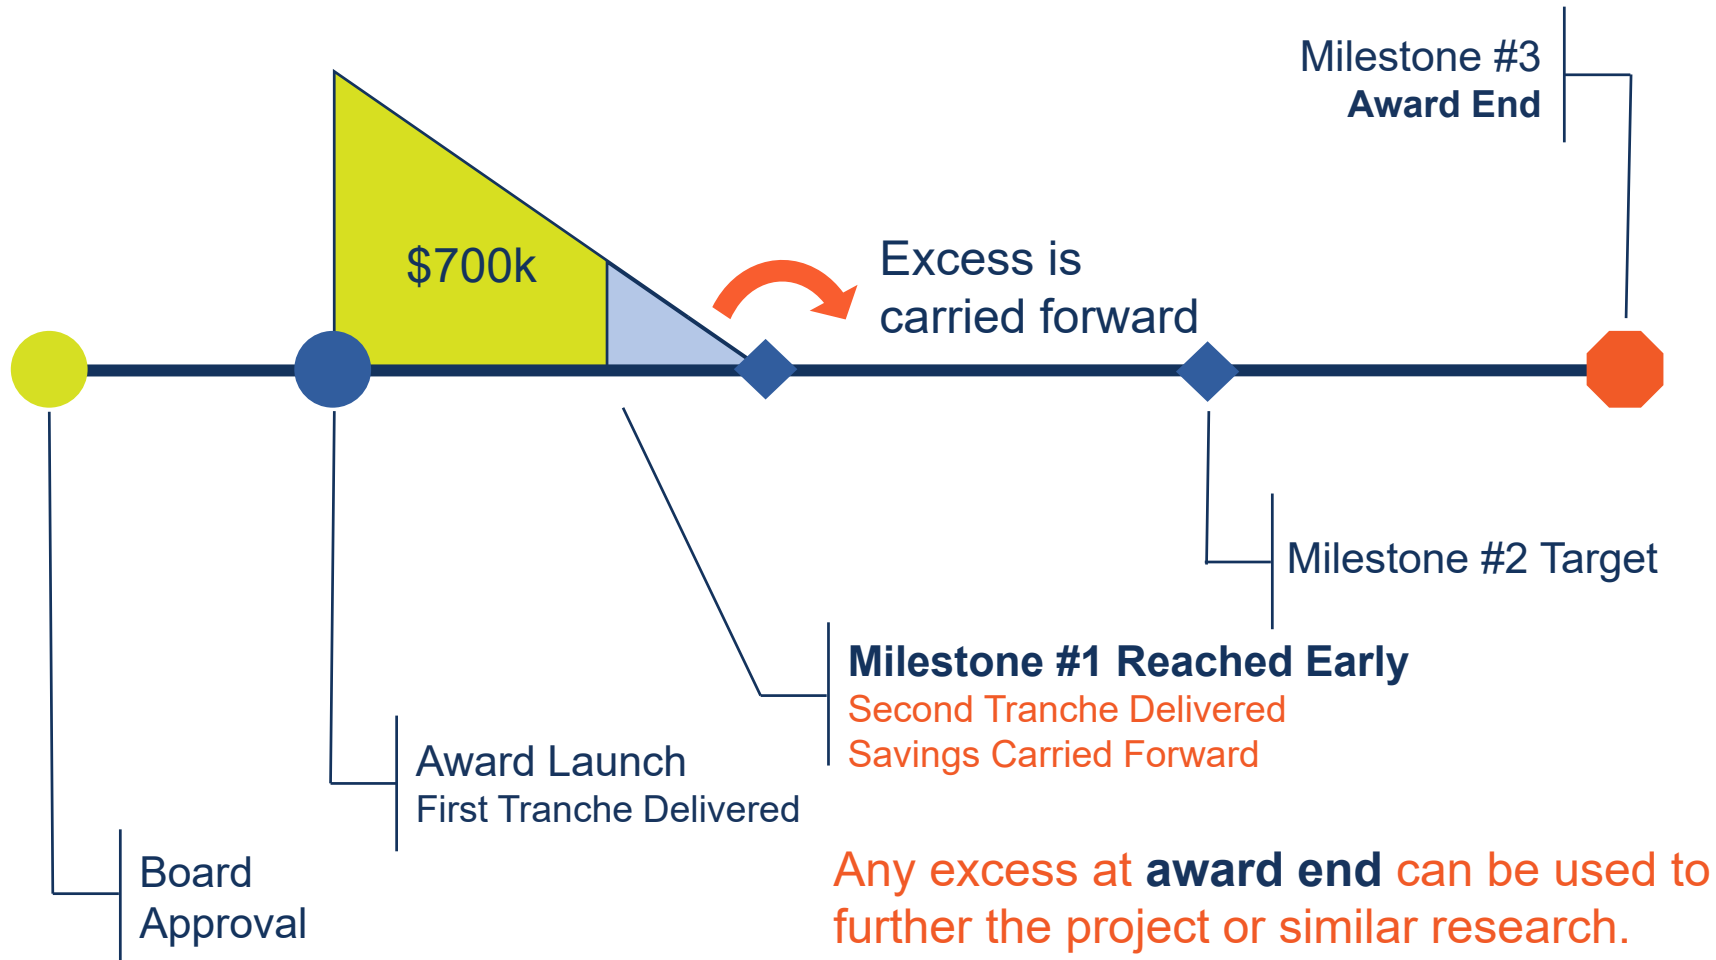 Milestone #3
Award End
$700k
Excess is
carried forward
Milestone #2 Target
Milestone #1 Reached Early
Second Tranche Delivered
Savings Carried Forward
Award Launch
First Tranche Delivered
Board
Approval
Any excess at award end can be used to
further the project or similar research.